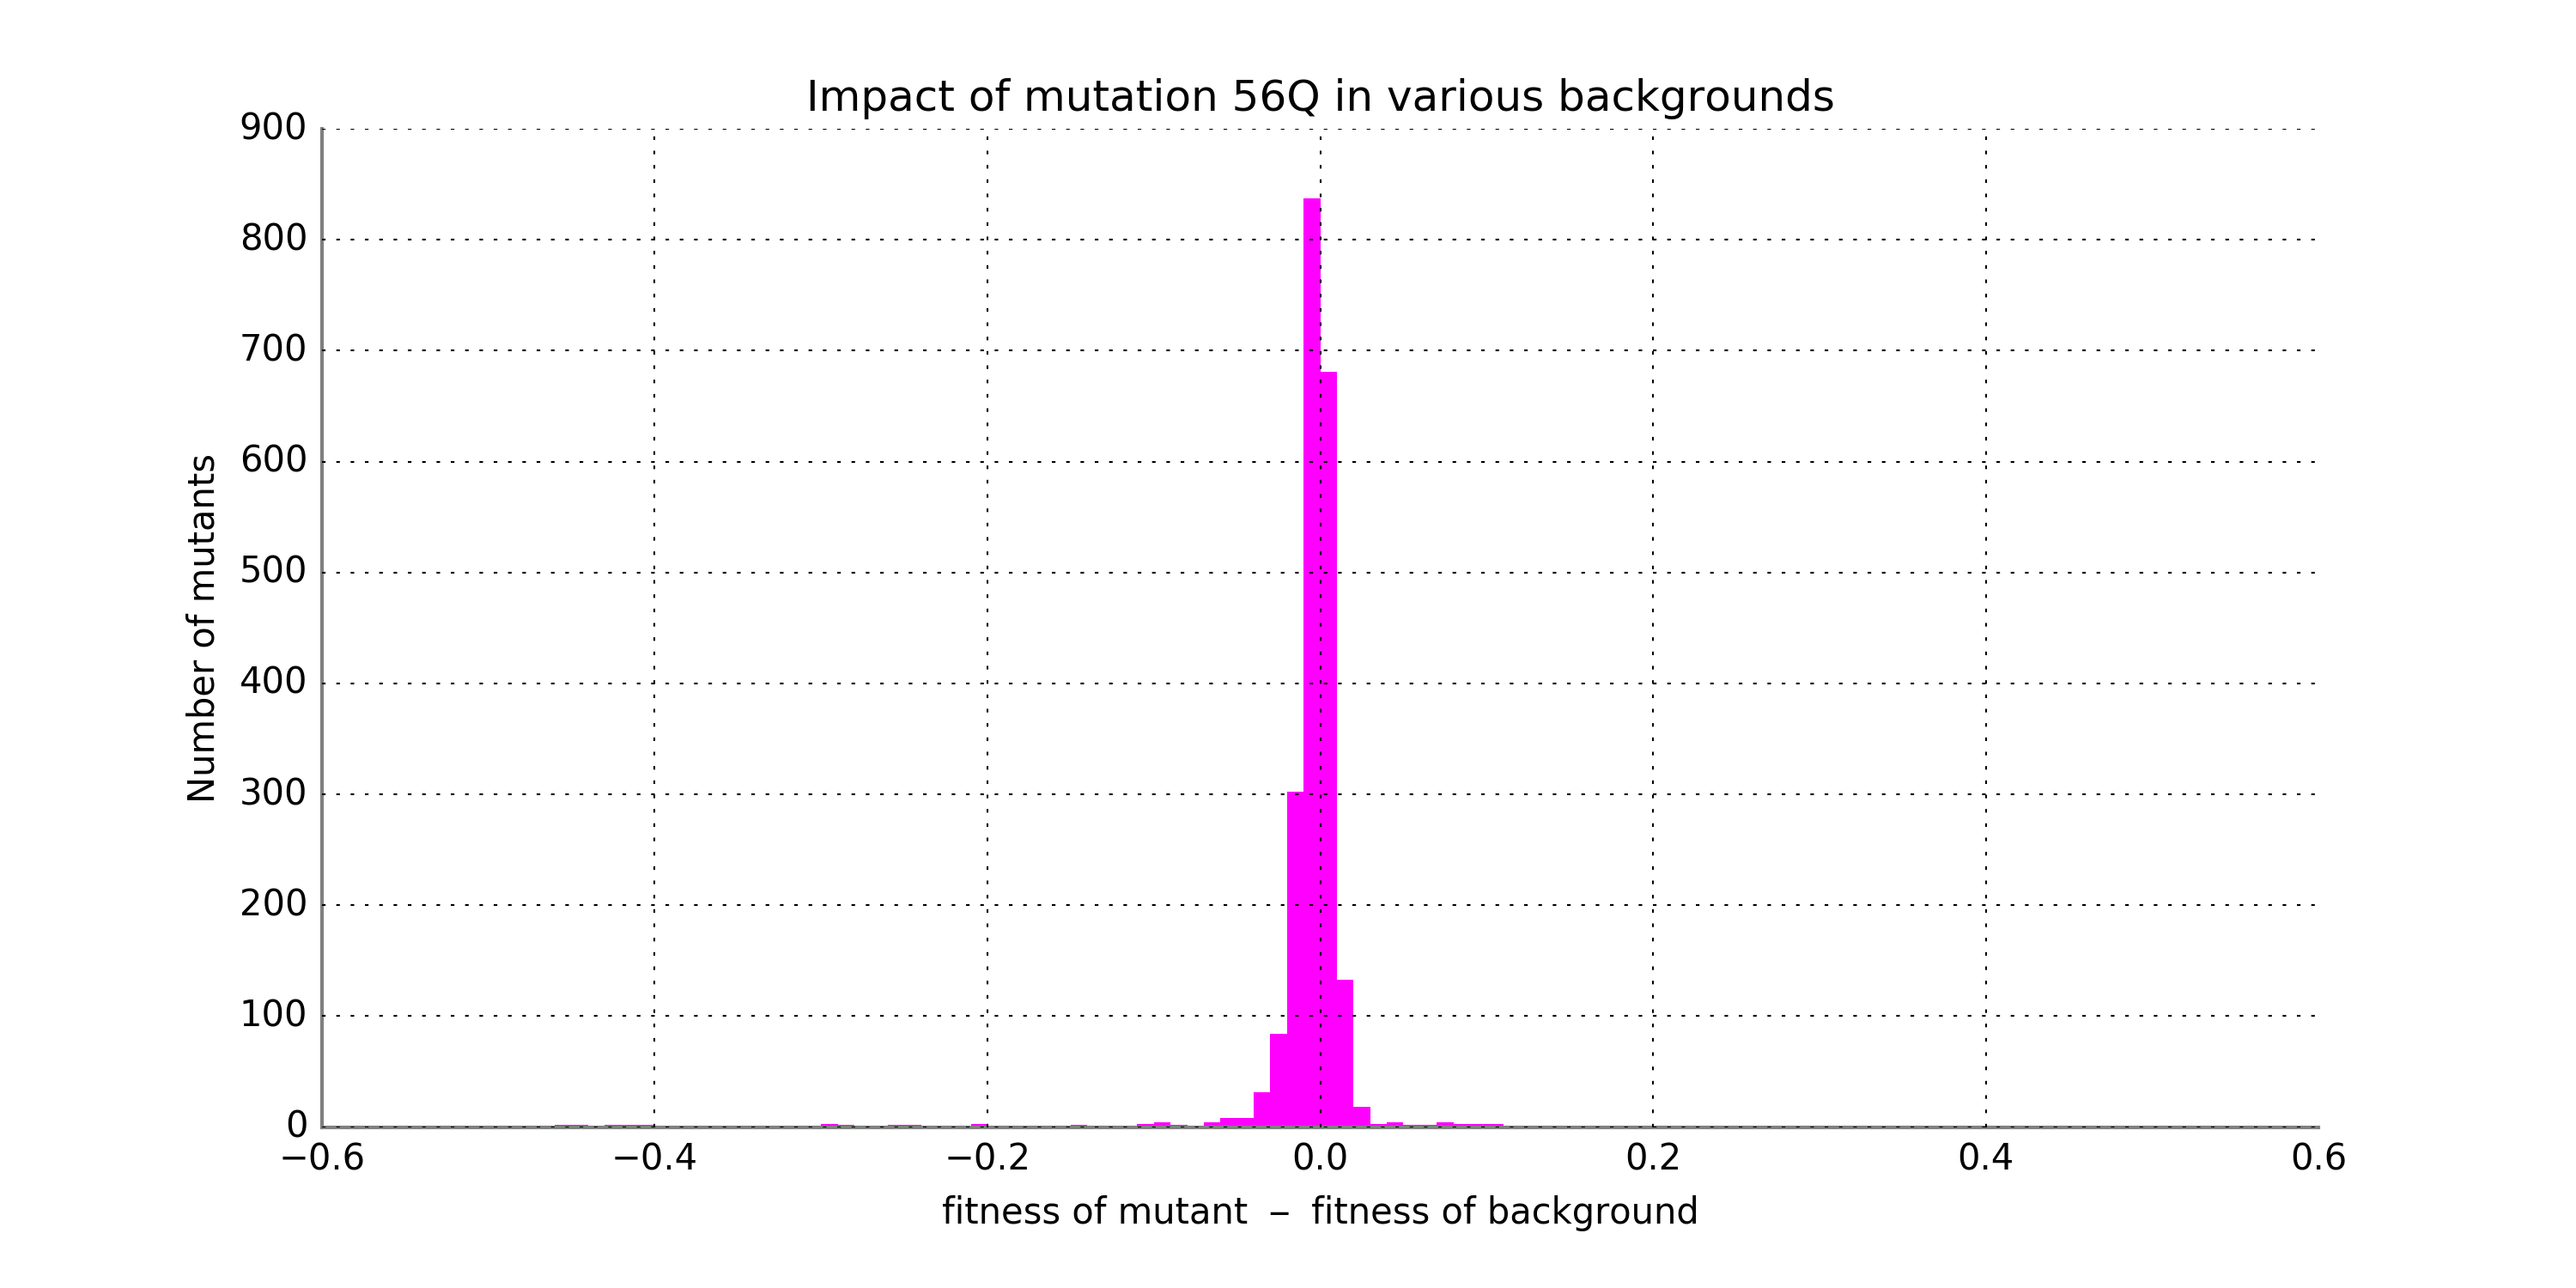 Impact of mutation 56Q in various backgrounds
900
800
700
600
500
400
300
200
100
0
Number of mutants
−0.6 −0.4 −0.2 0.0 0.2 0.4 0.6
fitness of mutant − fitness of background